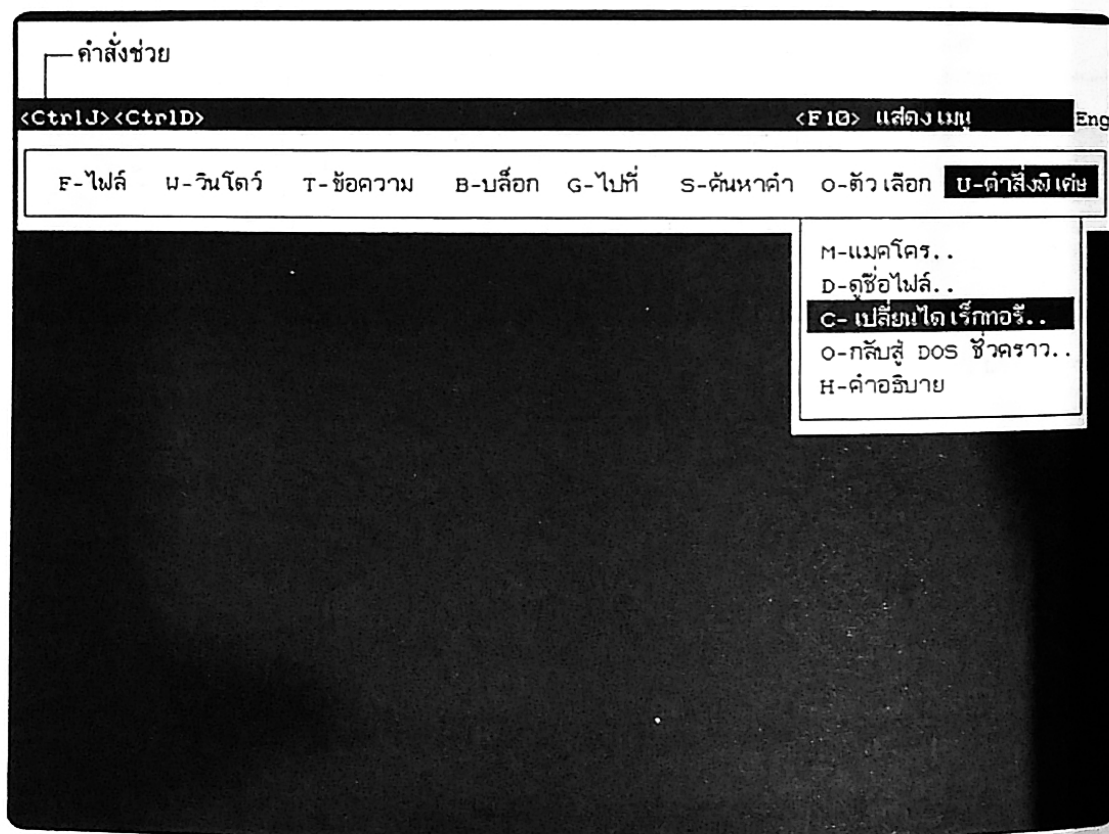 คำสั่งช่วย
<CtrlJ><CtrlD> <F10> แสดงเมนู Eng
F-ไฟล์ W-วินโดว์ T-ข้อความ B-บล็อก G-ไปที่ S-ค้นหาคำ O-ตัวเลือก U-คำสั่งพิเศษ
M-แมคโคร..
D-ดูชื่อไฟล์..
C-เปลี่ยนไดเร็กทอรี..
O-กลับสู่ DOS ชั่วคราว..
H-คำอธิบาย